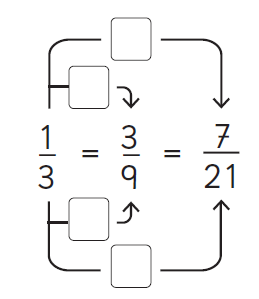 1/3 = 3/9 = 7/21